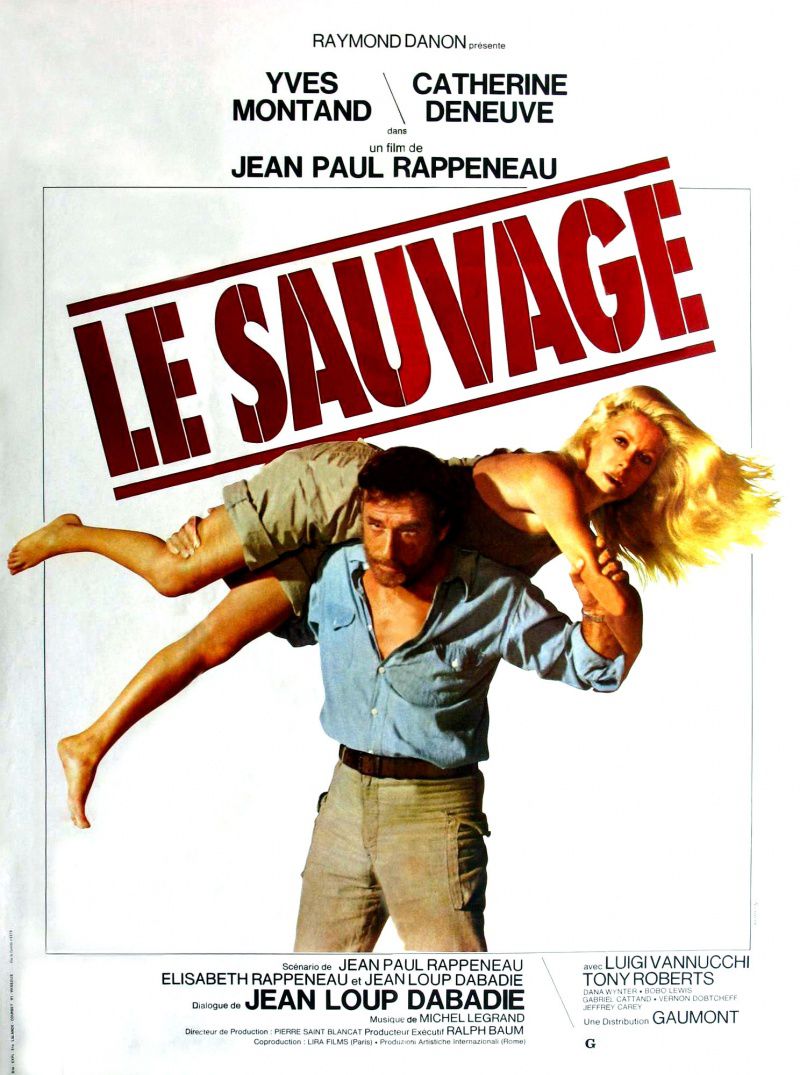 RAYMOND DANON présente
YVES MONTAND
CATHERINE DENEUVE
dans
un film de
JEAN PAUL RAPPENEAU
LE SAUVAGE
Scénario de JEAN PAUL RAPPENEAU
ELISABETH RAPPENEAU et JEAN LOUP DABADIE
Dialogue de JEAN LOUP DABADIE
Musique de MICHEL LEGRAND
Directeur de Production : PIERRE SAINT BLANCAT Producteur Exécutif RALPH BAUM
Coproduction : LIRA FILMS (Paris) • Produzioni Artistiche Internazionali (Rome)
avec LUIGI VANNUCCHI
TONY ROBERTS
DANA WYNTER • BOBO LEWIS
GABRIEL CATTAND • VERNON DOBTCHEFF
JEFFREY CAREY
Une Distribution GAUMONT
G